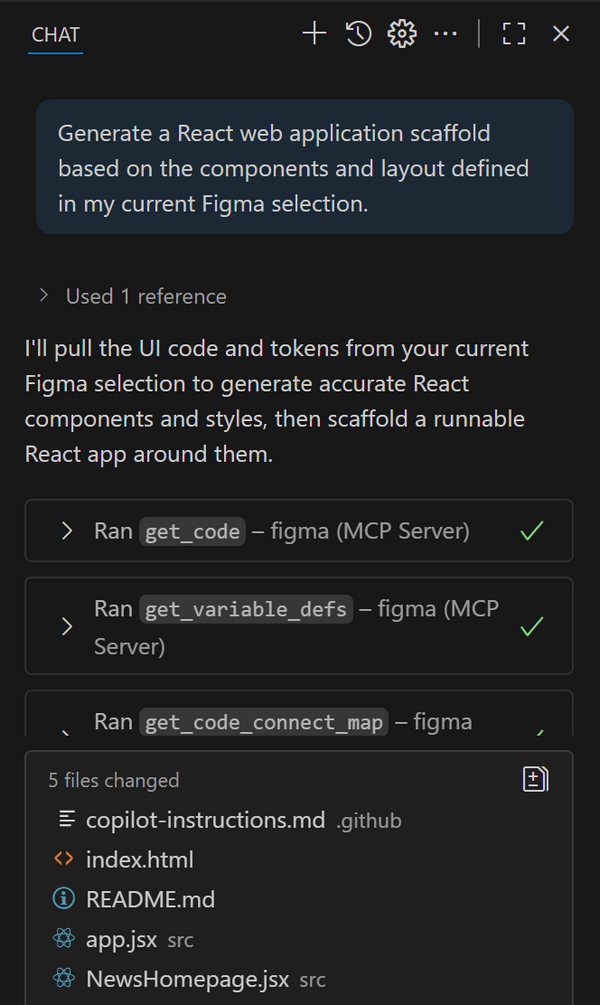 CHAT
Generate a React web application scaffold
based on the components and layout defined
in my current Figma selection.
Used 1 reference
I'll pull the UI code and tokens from your current
Figma selection to generate accurate React
components and styles, then scaffold a runnable
React app around them.
Ran get_code – figma (MCP Server)
Ran get_variable_defs – figma (MCP
Server)
Ran get_code_connect_map – figma
5 files changed
copilot-instructions.md .github
index.html
README.md
app.jsx src
NewsHomepage.jsx src